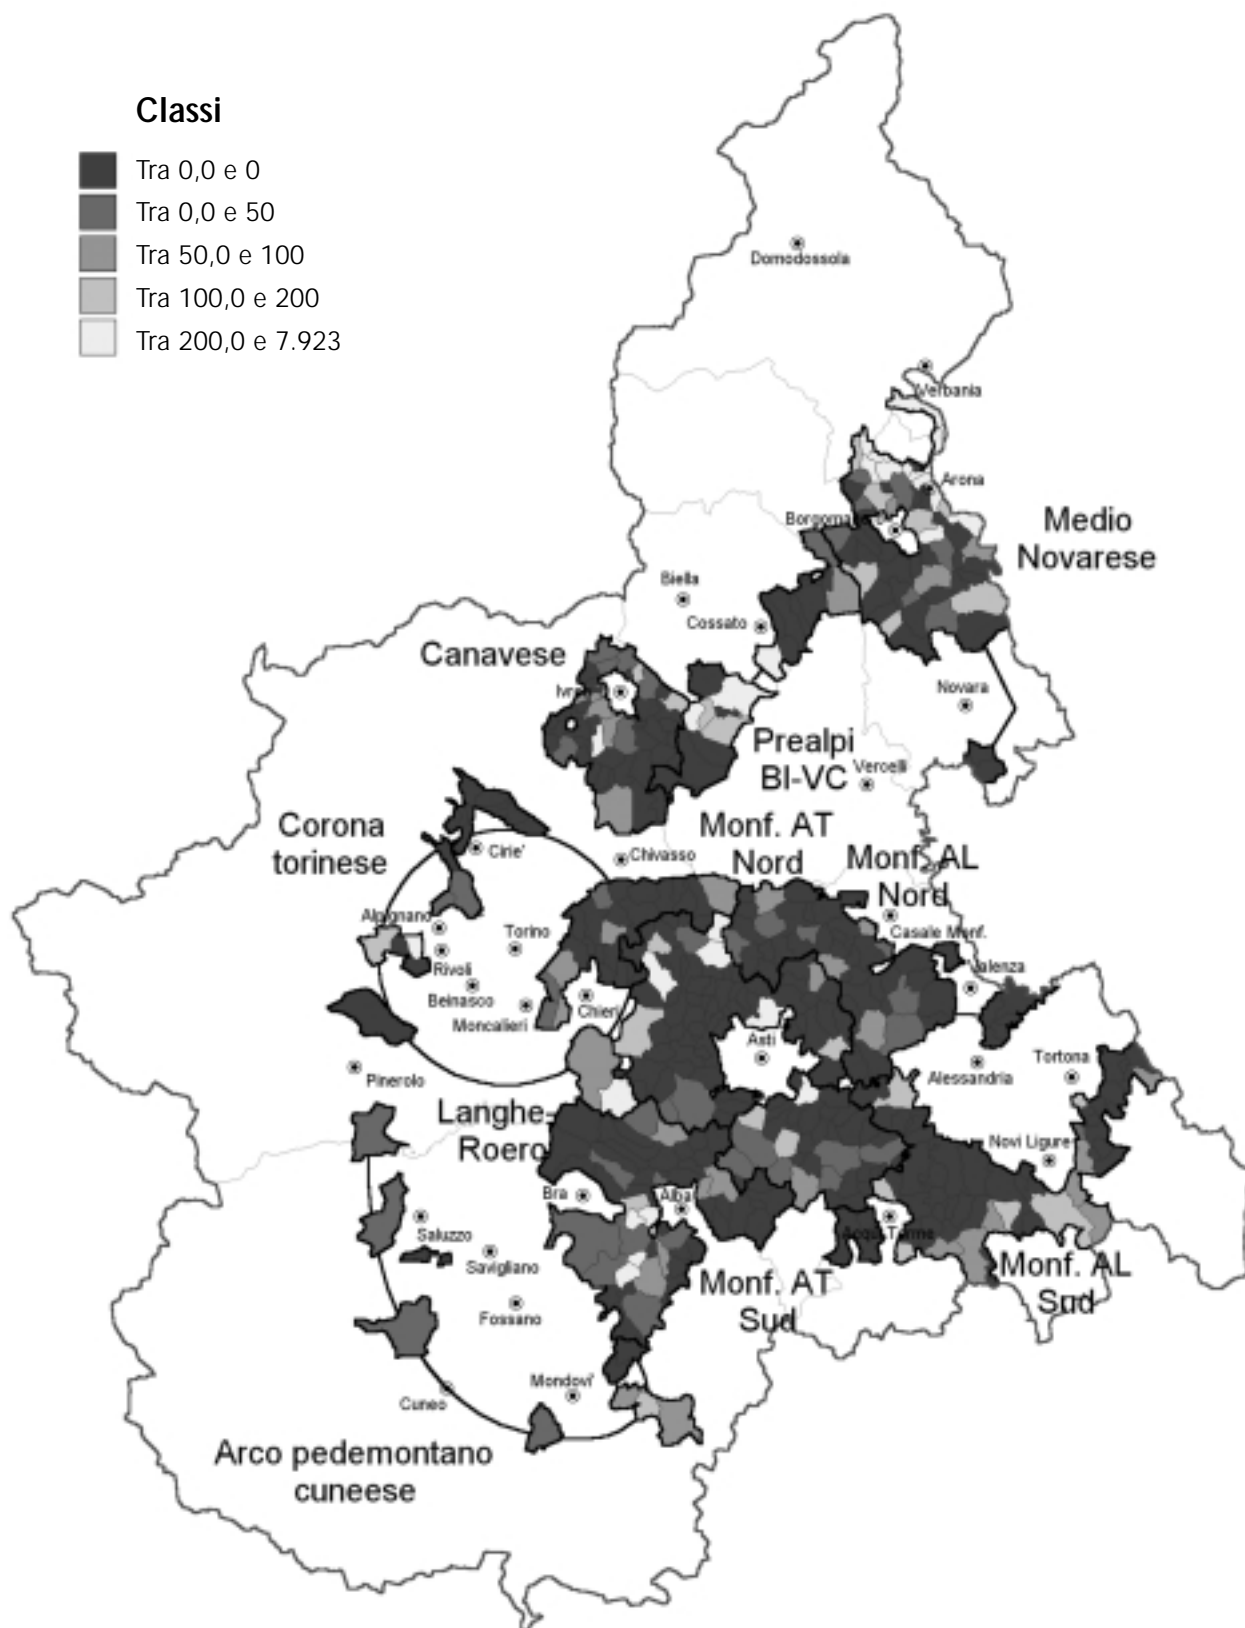 Classi
Tra 0,0 e 0
Tra 0,0 e 50
Tra 50,0 e 100
Tra 100,0 e 200
Tra 200,0 e 7.923
Domodossola
Verbania
Arona
Medio
Novarese
Biella
Cossato
Canavese
Novara
Prealpi
BI-VC
Vercelli
Corona
torinese
Cirie'
Chivasso
Monf. AT
Nord
Monf. AL
Nord
Casale Monf.
Alpignano
Torino
Rivoli
Valenza
Beinasco
Chieri
Moncalieri
Asti
Tortona
Pinerolo
Alessandria
Langhe-
Roero
Novi Ligure
Bra
Alba
Saluzzo
Acqui Terme
Savigliano
Monf. AT
Sud
Monf. AL
Sud
Fossano
Mondovi'
Cuneo
Arco pedemontano
cuneese